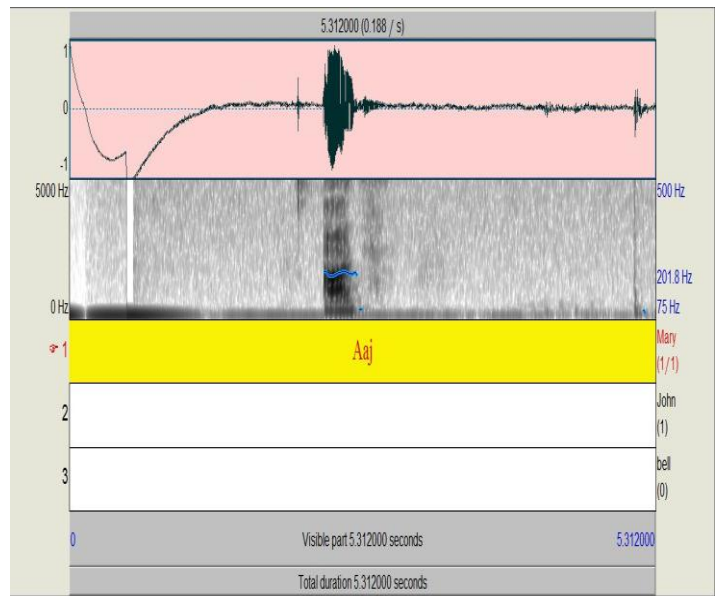 5.312000 (0.188 / s)
1
0
-1
5000 Hz
500 Hz
201.8 Hz
0 Hz
75 Hz
☞ 1
Aaj
Mary
(1/1)
2
John
(1)
3
bell
(0)
0
Visible part 5.312000 seconds
5.312000
Total duration 5.312000 seconds